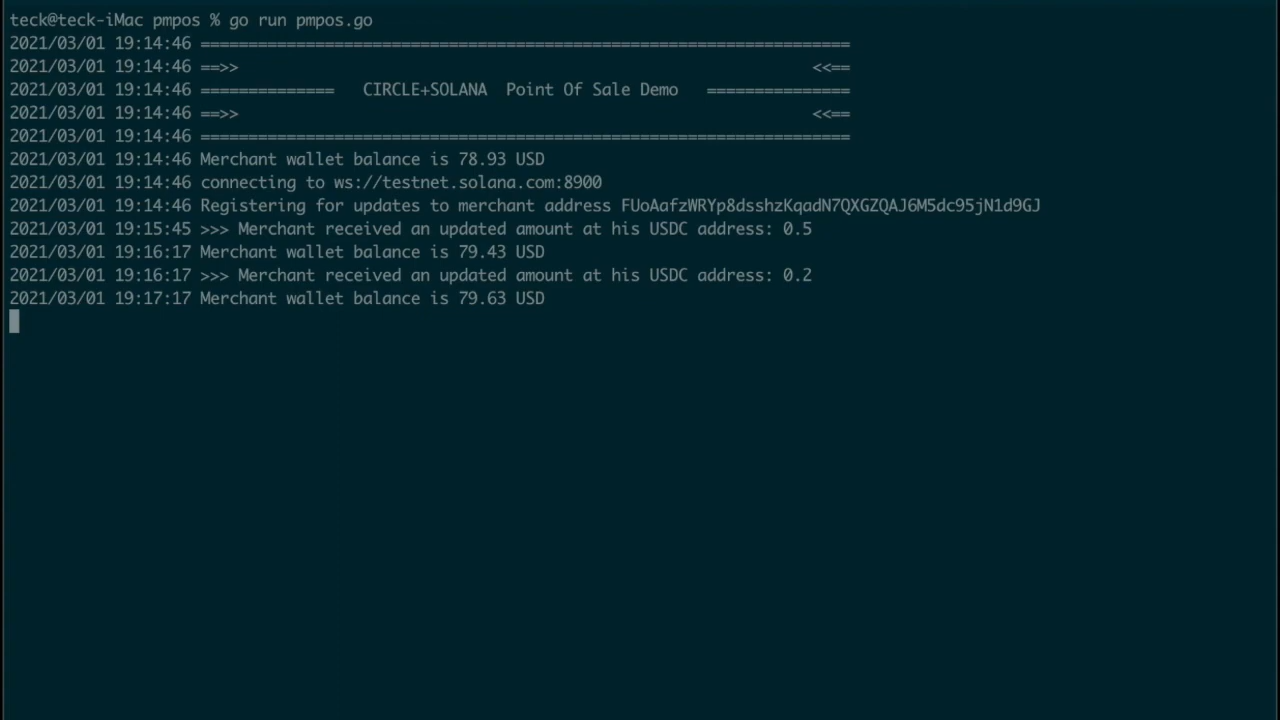 teck@teck-iMac pmpos % go run pmpos.go
2021/03/01 19:14:46 ====================================================================
2021/03/01 19:14:46 ==>>                                                            <<==
2021/03/01 19:14:46 ==============   CIRCLE+SOLANA  Point Of Sale Demo   ===============
2021/03/01 19:14:46 ==>>                                                            <<==
2021/03/01 19:14:46 ====================================================================
2021/03/01 19:14:46 Merchant wallet balance is 78.93 USD
2021/03/01 19:14:46 connecting to ws://testnet.solana.com:8900
2021/03/01 19:14:46 Registering for updates to merchant address FUoAafzWRYp8dsshzKqadN7QXGZQAJ6M5dc95jN1d9GJ
2021/03/01 19:15:45 >>> Merchant received an updated amount at his USDC address: 0.5
2021/03/01 19:16:17 Merchant wallet balance is 79.43 USD
2021/03/01 19:16:17 >>> Merchant received an updated amount at his USDC address: 0.2
2021/03/01 19:17:17 Merchant wallet balance is 79.63 USD